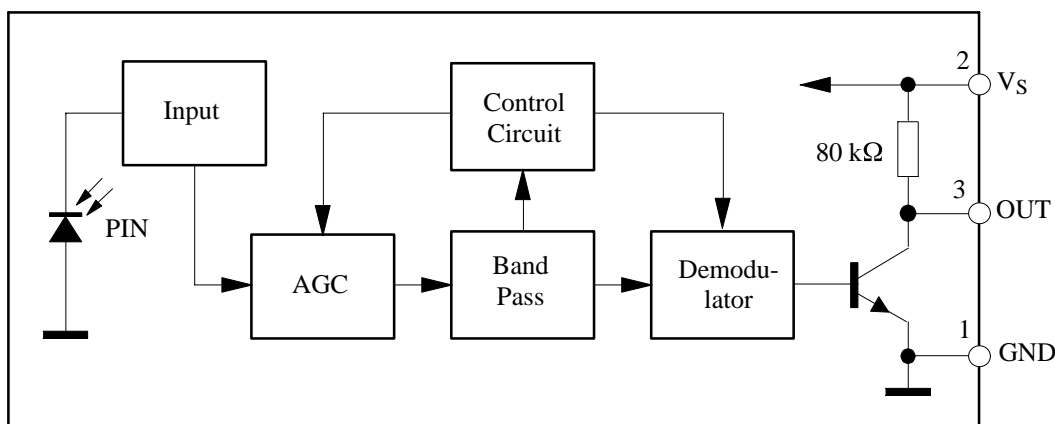 2
V_S
Input
Control
Circuit
80 kΩ
3
OUT
PIN
AGC
Band
Pass
Demodu-
lator
1
GND